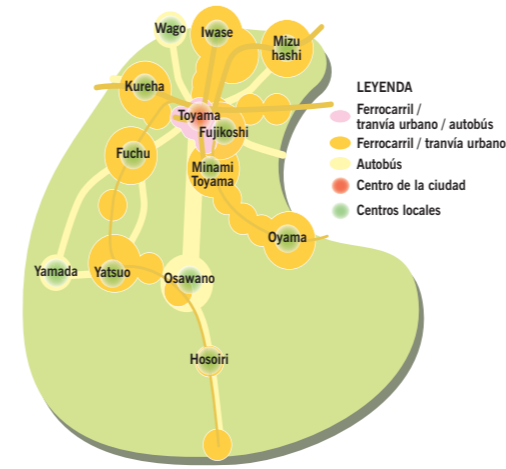 Wago
Iwase
Mizu
hashi
Kureha
Toyama
Fujikoshi
Fuchu
Minami
Toyama
Oyama
Yamada
Yatsuo
Osawano
Hosoiri
LEYENDA
Ferrocarril /
tranvía urbano / autobús
Ferrocarril / tranvía urbano
Autobús
Centro de la ciudad
Centros locales